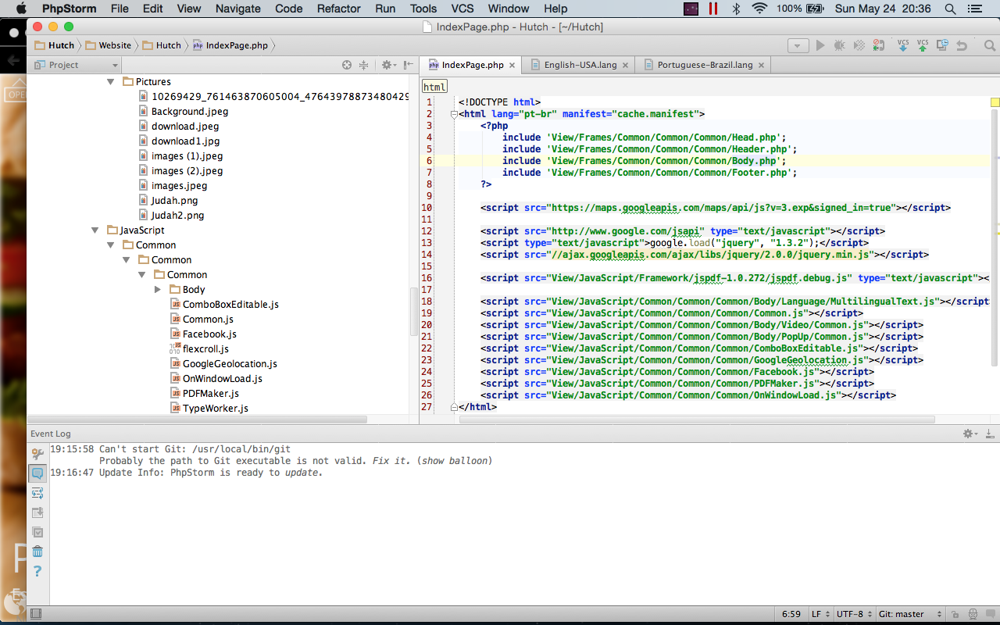 PhpStorm File Edit View Navigate Code Refactor Run Tools VCS Window Help 100% Sun May 24 20:36
IndexPage.php - Hutch - [~/Hutch]
Hutch Website Hutch IndexPage.php
VCS VCS
Project
IndexPage.php English-USA.lang Portuguese-Brazil.lang
Pictures
10269429_761463870605004_47643978873480429
Background.jpeg
download.jpeg
download1.jpg
images (1).jpeg
images (2).jpeg
images.jpeg
Judah.png
Judah2.png
JavaScript
Common
Common
Common
Body
ComboBoxEditable.js
Common.js
Facebook.js
flexcroll.js
GoogleGeolocation.js
OnWindowLoad.js
PDFMaker.js
TypeWorker.js
html
1 <!DOCTYPE html>
2 <html lang="pt-br" manifest="cache.manifest">
3 <?php
4 include 'View/Frames/Common/Common/Common/Head.php';
5 include 'View/Frames/Common/Common/Common/Header.php';
6 include 'View/Frames/Common/Common/Common/Body.php';
7 include 'View/Frames/Common/Common/Common/Footer.php';
8 ?>
9
10 <script src="https://maps.googleapis.com/maps/api/js?v=3.exp&signed_in=true"></script>
11
12 <script src="http://www.google.com/jsapi" type="text/javascript"></script>
13 <script type="text/javascript">google.load("jquery", "1.3.2");</script>
14 <script src="//ajax.googleapis.com/ajax/libs/jquery/2.0.0/jquery.min.js"></script>
15
16 <script src="View/JavaScript/Framework/jspdf-1.0.272/jspdf.debug.js" type="text/javascript"><
17
18 <script src="View/JavaScript/Common/Common/Common/Body/Language/MultilingualText.js"></script
19 <script src="View/JavaScript/Common/Common/Common/Common.js"></script>
20 <script src="View/JavaScript/Common/Common/Common/Body/Video/Common.js"></script>
21 <script src="View/JavaScript/Common/Common/Common/Body/PopUp/Common.js"></script>
22 <script src="View/JavaScript/Common/Common/Common/ComboBoxEditable.js"></script>
23 <script src="View/JavaScript/Common/Common/Common/GoogleGeolocation.js"></script>
24 <script src="View/JavaScript/Common/Common/Common/Facebook.js"></script>
25 <script src="View/JavaScript/Common/Common/Common/PDFMaker.js"></script>
26 <script src="View/JavaScript/Common/Common/Common/OnWindowLoad.js"></script>
27 </html>
Event Log
19:15:58 Can't start Git: /usr/local/bin/git
Probably the path to Git executable is not valid. Fix it. (show balloon)
19:16:47 Update Info: PhpStorm is ready to update.
6:59 LF UTF-8 Git: master